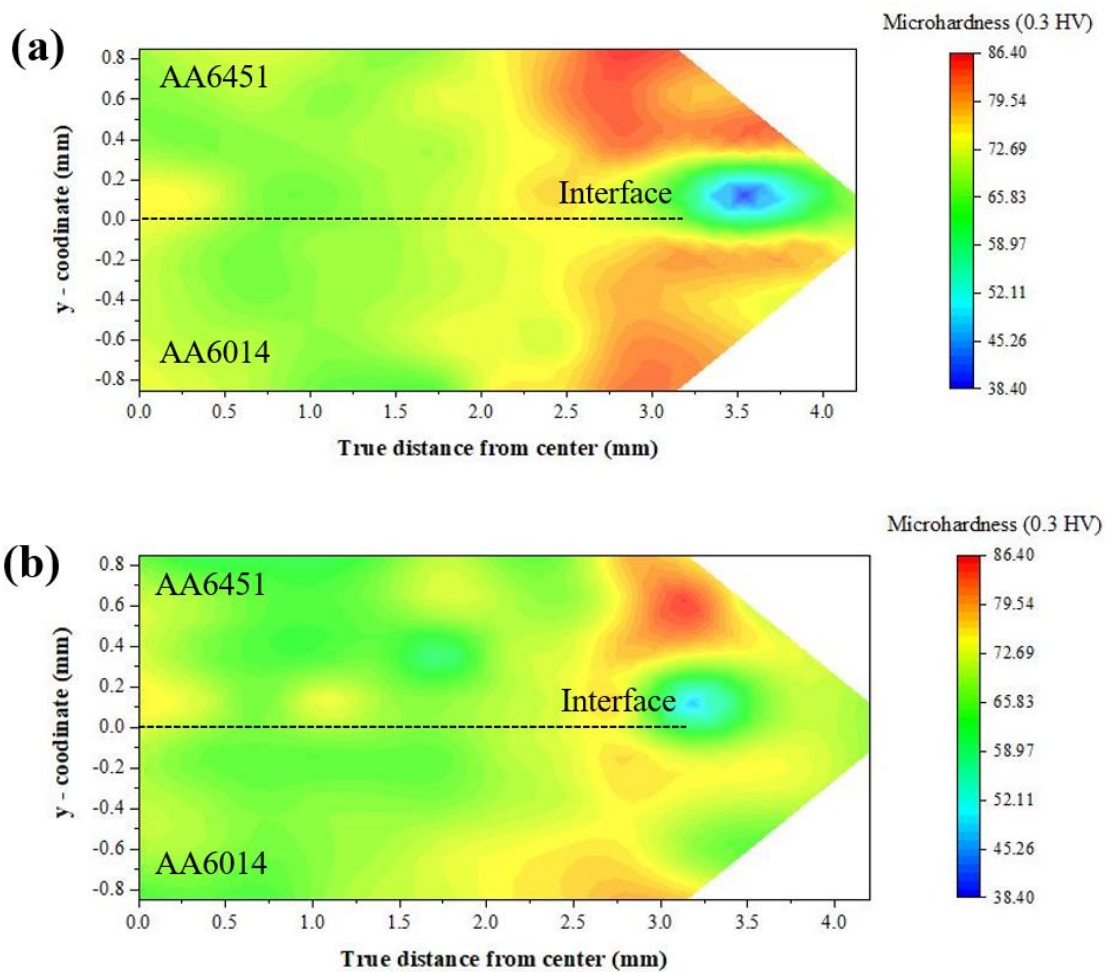 (a)
Microhardness (0.3 HV)
AA6451
Interface
AA6014
y - coodinate (mm)
0.8
0.6
0.4
0.2
0.0
-0.2
-0.4
-0.6
-0.8
0.0 0.5 1.0 1.5 2.0 2.5 3.0 3.5 4.0
True distance from center (mm)
86.40
79.54
72.69
65.83
58.97
52.11
45.26
38.40
(b)
Microhardness (0.3 HV)
AA6451
Interface
AA6014
y - coodinate (mm)
0.8
0.6
0.4
0.2
0.0
-0.2
-0.4
-0.6
-0.8
0.0 0.5 1.0 1.5 2.0 2.5 3.0 3.5 4.0
True distance from center (mm)
86.40
79.54
72.69
65.83
58.97
52.11
45.26
38.40